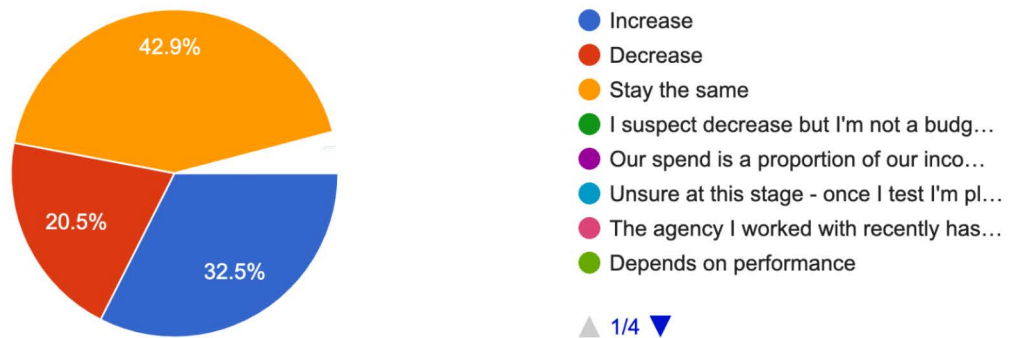 42.9%
20.5%
32.5%
Increase
Decrease
Stay the same
I suspect decrease but I'm not a budg…
Our spend is a proportion of our inco…
Unsure at this stage - once I test I'm pl…
The agency I worked with recently has…
Depends on performance
1/4